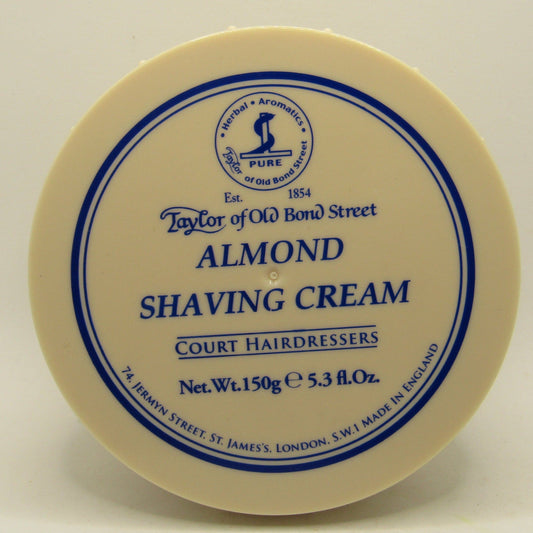 Herbal • Aromatics
PURE
Taylor of Old Bond Street
Est. 1854
Taylor of Old Bond Street
ALMOND
SHAVING CREAM
COURT HAIRDRESSERS
Net.Wt.150g ℮ 5.3 fl.Oz.
74, JERMYN STREET, ST. JAMES'S, LONDON, S.W.1 MADE IN ENGLAND